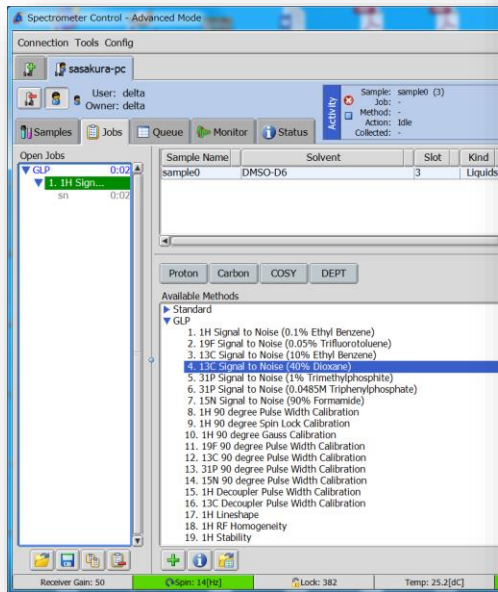 Spectrometer Control - Advanced Mode
Connection Tools Config
sasakura-pc
User: delta
Owner: delta
Activity
Sample: sample0 (3)
Job: -
Method: -
Action: Idle
Collected: -
Samples Jobs Queue Monitor Status
Open Jobs
GLP 0:02
1. 1H Sign...
sn 0:02
Sample Name Solvent Slot Kind
sample0 DMSO-D6 3 Liquids
Proton Carbon COSY DEPT
Available Methods
Standard
GLP
1. 1H Signal to Noise (0.1% Ethyl Benzene)
2. 19F Signal to Noise (0.05% Trifluorotoluene)
3. 13C Signal to Noise (10% Ethyl Benzene)
4. 13C Signal to Noise (40% Dioxane)
5. 31P Signal to Noise (1% Trimethylphosphite)
6. 31P Signal to Noise (0.0485M Triphenylphosphate)
7. 15N Signal to Noise (90% Formamide)
8. 1H 90 degree Pulse Width Calibration
9. 1H 90 degree Spin Lock Calibration
10. 1H 90 degree Gauss Calibration
11. 19F 90 degree Pulse Width Calibration
12. 13C 90 degree Pulse Width Calibration
13. 31P 90 degree Pulse Width Calibration
14. 15N 90 degree Pulse Width Calibration
15. 1H Decoupler Pulse Width Calibration
16. 13C Decoupler Pulse Width Calibration
17. 1H Lineshape
18. 1H RF Homogeneity
19. 1H Stability
Receiver Gain: 50 Spin: 14[Hz] Lock: 382 Temp: 25.2[dC]